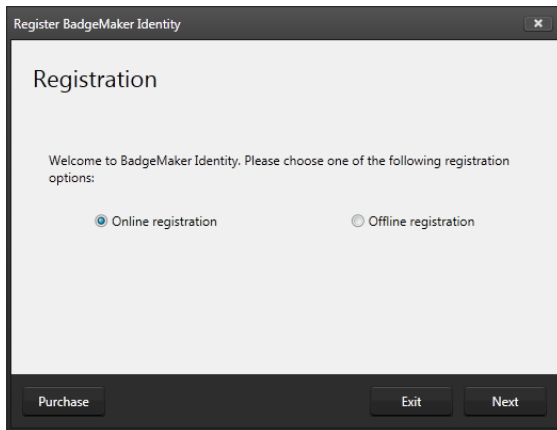 Register BadgeMaker Identity
Registration
Welcome to BadgeMaker Identity. Please choose one of the following registration
options:
Online registration
Offline registration
Purchase
Exit
Next